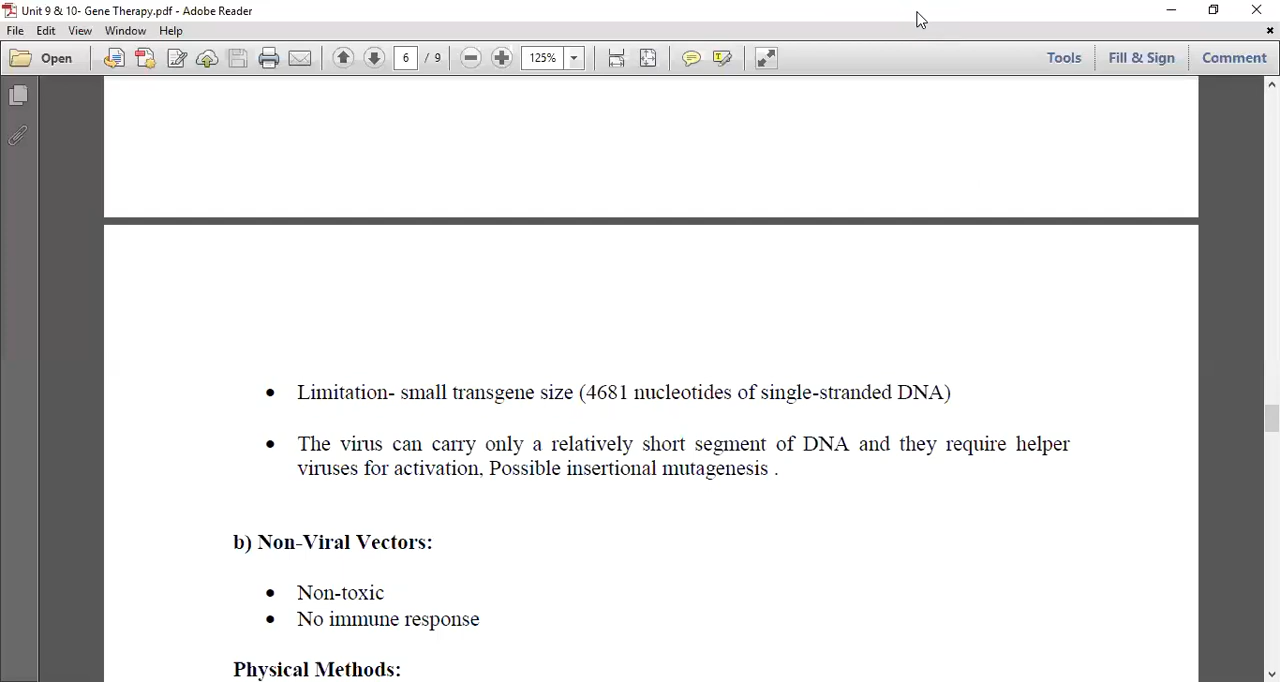 Unit 9 & 10- Gene Therapy.pdf - Adobe Reader
File Edit View Window Help
Open 6 / 9 125% Tools Fill & Sign Comment
• Limitation- small transgene size (4681 nucleotides of single-stranded DNA)
• The virus can carry only a relatively short segment of DNA and they require helper
viruses for activation, Possible insertional mutagenesis .
b) Non-Viral Vectors:
• Non-toxic
• No immune response
Physical Methods: